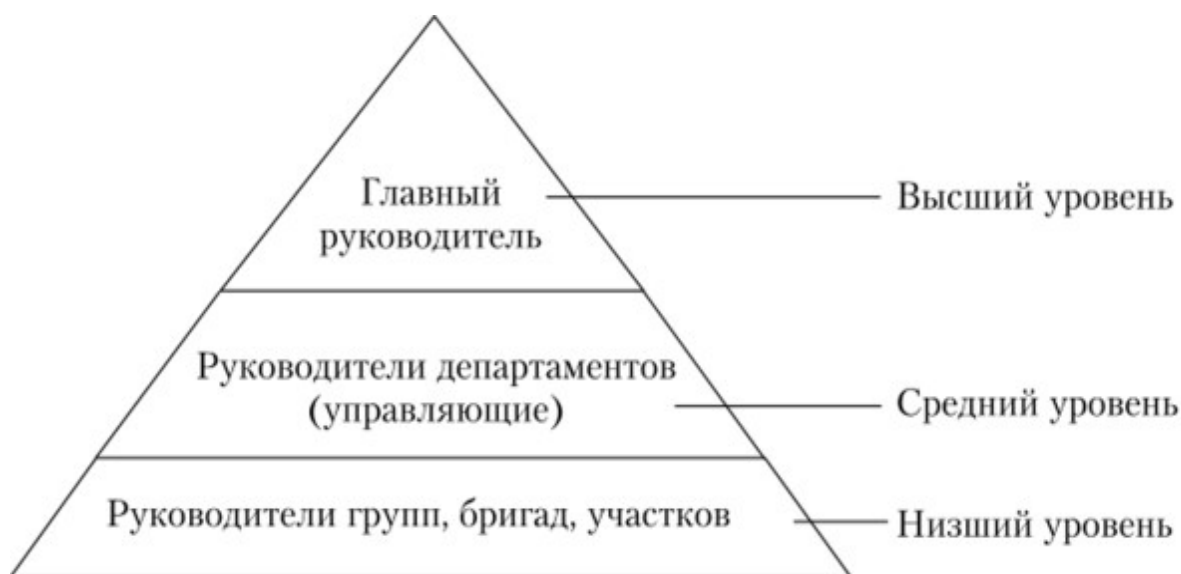 Главный
руководитель
Высший уровень
Руководители департаментов
(управляющие)
Средний уровень
Руководители групп, бригад, участков
Низший уровень